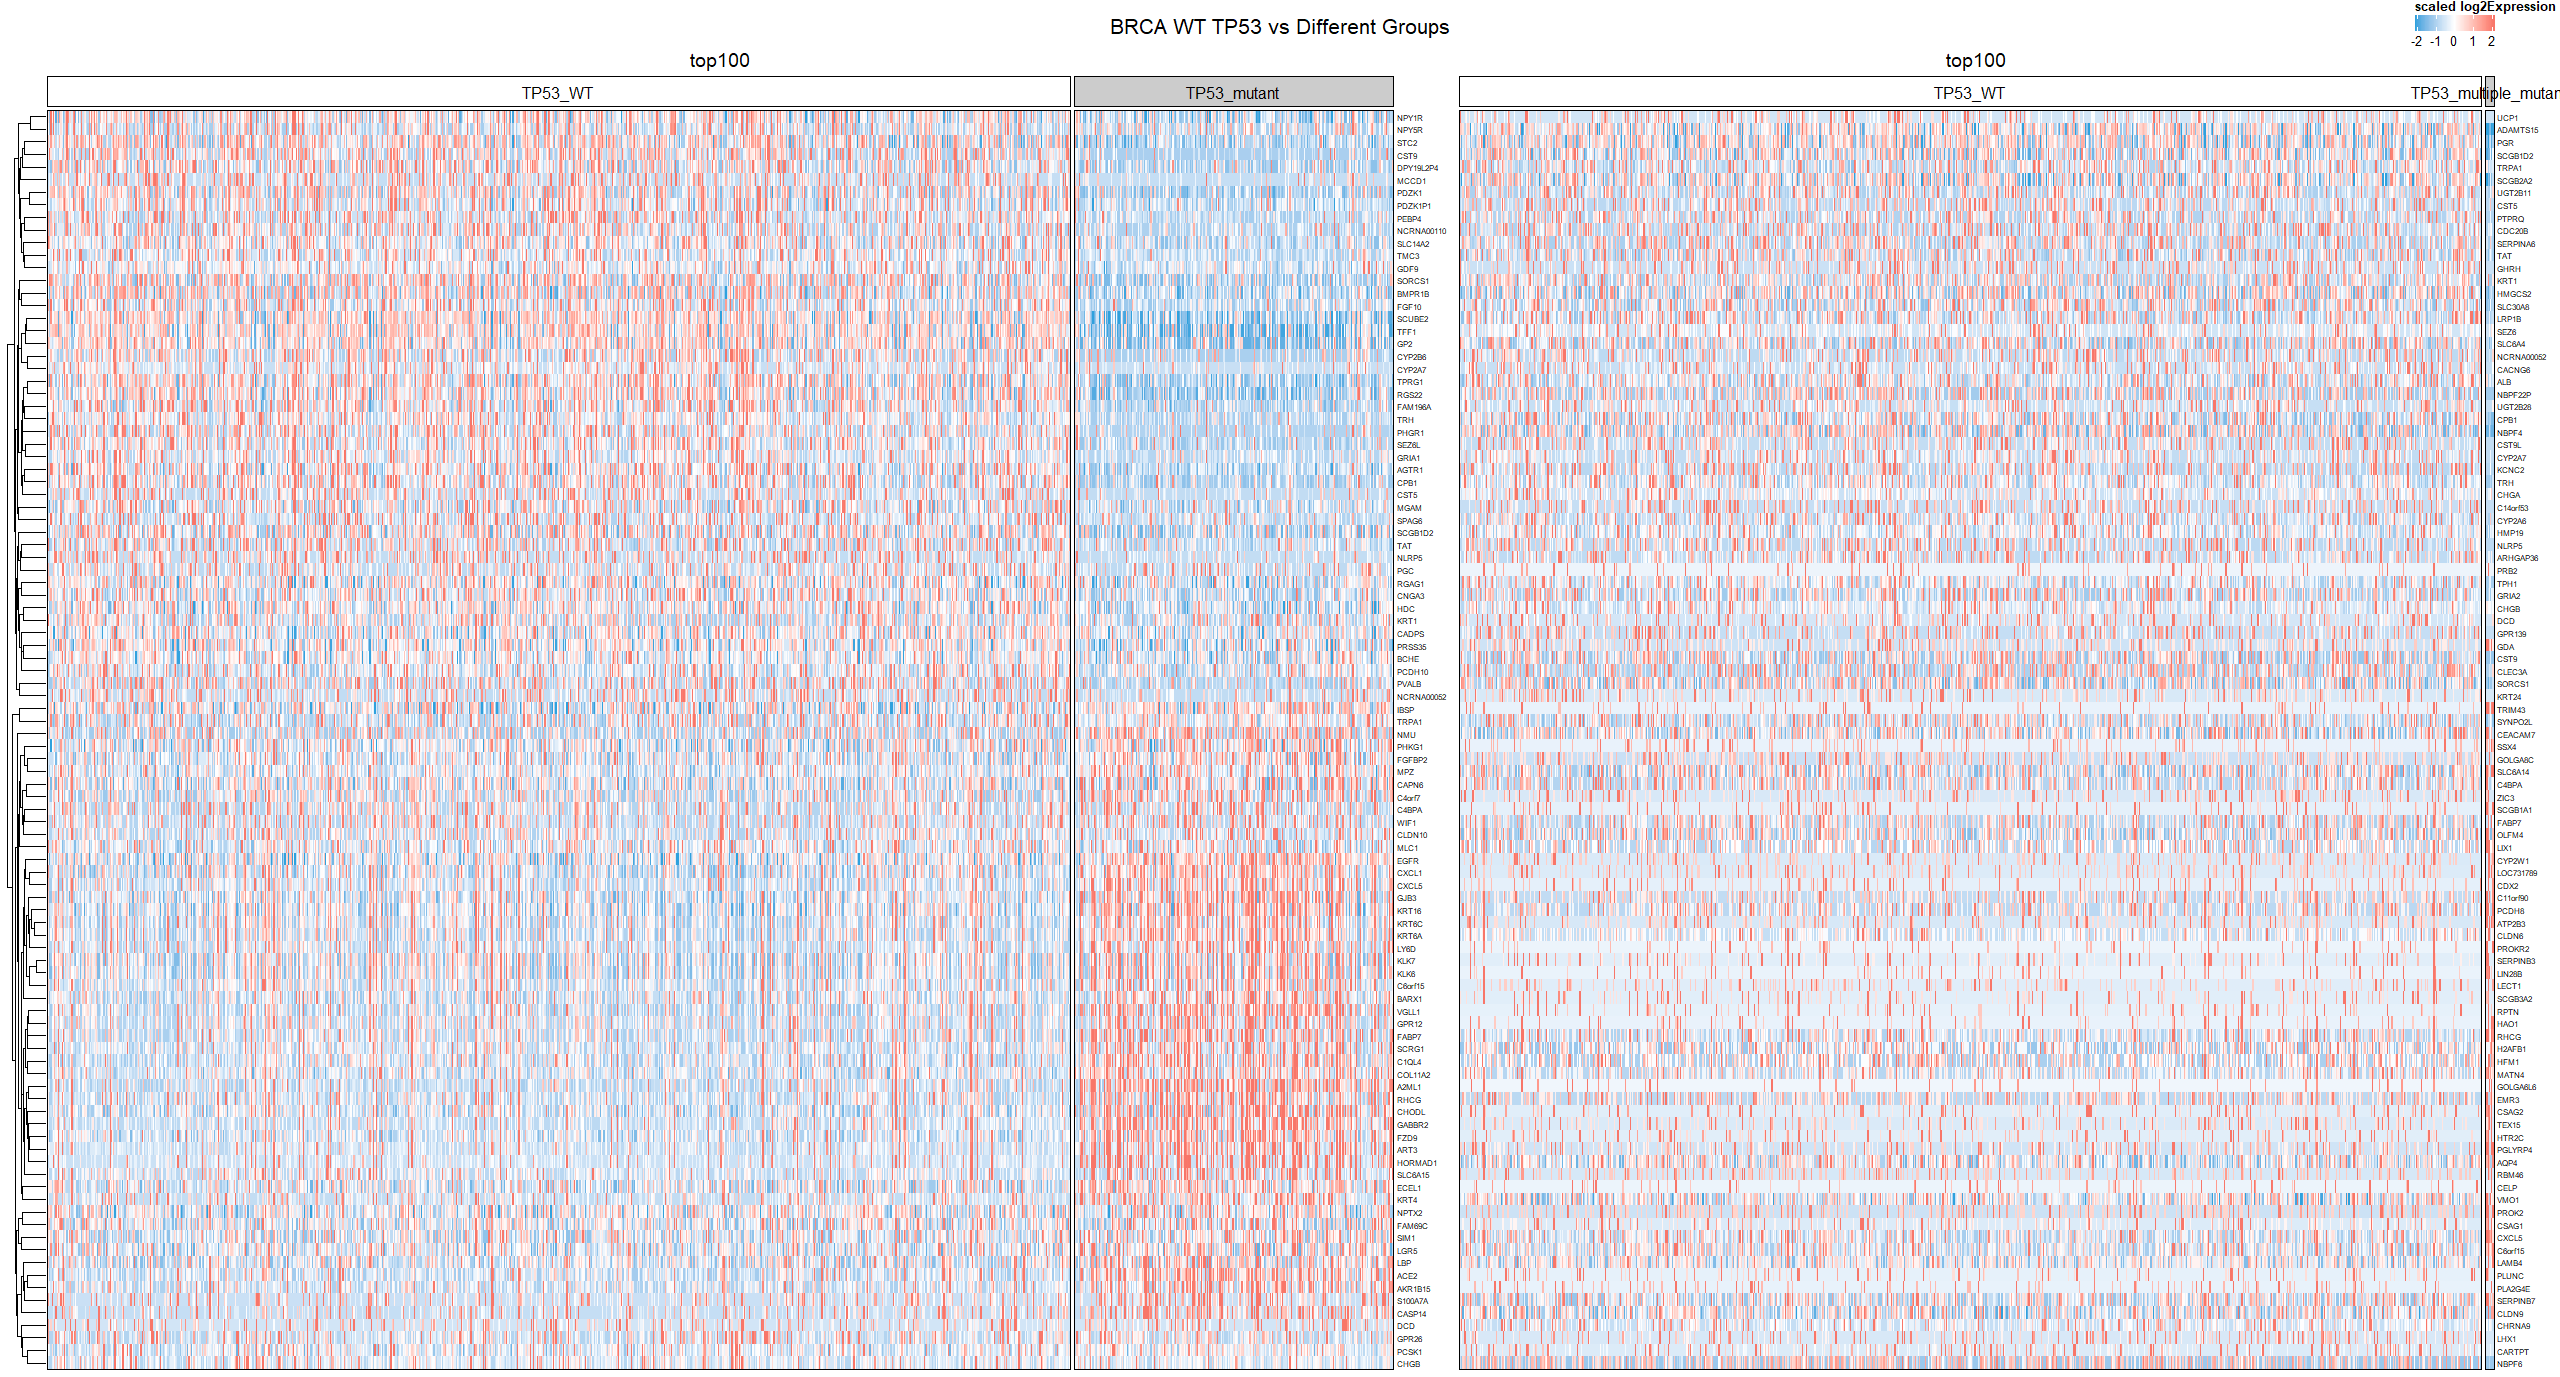 scaled log2Expression
-2 -1 0 1 2
BRCA WT TP53 vs Different Groups
top100
TP53_WT
TP53_mutant
NPY1R
NPY5R
STC2
CST9
DPY19L2P4
MCCD1
PDZK1
PDZK1P1
PEBP4
NCRNA00110
SLC14A2
TMC3
GDF9
SORCS1
BMPR1B
FGF10
SCUBE2
TFF1
GP2
CYP2B6
CYP2A7
TPRG1
RGS22
FAM196A
TRH
PHGR1
SEZ6L
GRIA1
AGTR1
CPB1
CST5
MGAM
SPAG6
SCGB1D2
TAT
NLRP5
PGC
RGAG1
CNGA3
HDC
KRT1
CADPS
PRSS35
BCHE
PCDH10
PVALB
NCRNA00052
IBSP
TRPA1
NMU
PHKG1
FGFBP2
MPZ
CAPN6
C4orf7
C4BPA
WIF1
CLDN10
MLC1
EGFR
CXCL1
CXCL5
GJB3
KRT16
KRT6C
KRT6A
LY6D
KLK7
KLK6
C6orf15
BARX1
VGLL1
GPR12
FABP7
SCRG1
C1QL4
COL11A2
A2ML1
RHCG
CHODL
GABBR2
FZD9
ART3
HORMAD1
SLC6A15
ECEL1
KRT4
NPTX2
FAM69C
SIM1
LGR5
LBP
ACE2
AKR1B15
S100A7A
CASP14
DCD
GPR26
PCSK1
CHGB
top100
TP53_WT
TP53_multiple_mutar
UCP1
ADAMTS15
PGR
SCGB1D2
TRPA1
SCGB2A2
UGT2B11
CST5
PTPRQ
CDC20B
SERPINA6
TAT
GHRH
KRT1
HMGCS2
SLC30A8
LRP1B
SEZ6
SLC6A4
NCRNA00052
CACNG6
ALB
NBPF22P
UGT2B28
CPB1
NBPF4
CST9L
CYP2A7
KCNC2
TRH
CHGA
C14orf53
CYP2A6
HMP19
NLRP5
ARHGAP36
PRB2
TPH1
GRIA2
CHGB
DCD
GPR139
GDA
CST9
CLEC3A
SORCS1
KRT24
TRIM43
SYNPO2L
CEACAM7
SSX4
GOLGA8C
SLC6A14
C4BPA
ZIC3
SCGB1A1
FABP7
OLFM4
LIX1
CYP2W1
LOC731789
CDX2
C11orf90
PCDH8
ATP2B3
CLDN6
PROKR2
SERPINB3
LIN28B
LECT1
SCGB3A2
RPTN
HAO1
RHCG
H2AFB1
HFM1
MATN4
GOLGA6L6
EMR3
CSAG2
TEX15
HTR2C
PGLYRP4
AQP4
RBM46
CELP
VMO1
PROK2
CSAG1
CXCL5
C6orf15
LAMB4
PLUNC
PLA2G4E
SERPINB7
CLDN9
CHRNA9
LHX1
CARTPT
NBPF6